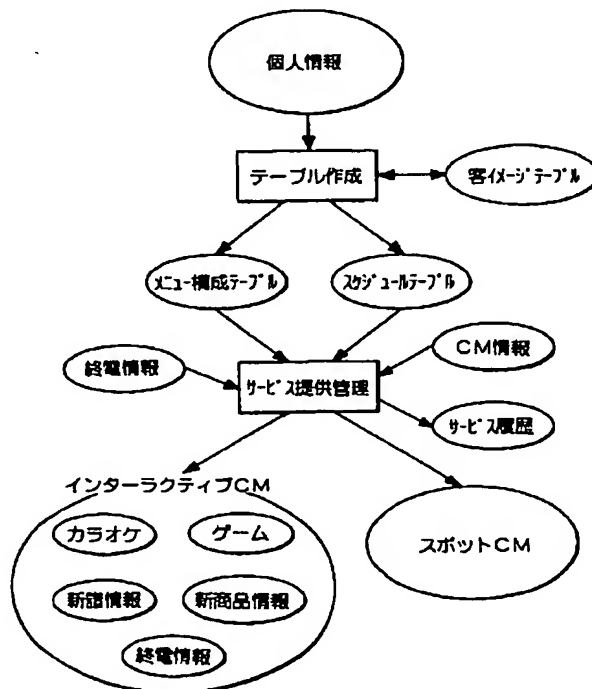 個人情報
テーブル作成
客イメージテーブル
メニュー構成テーブル
スケジュールテーブル
終電情報
CM情報
サービス提供管理
サービス履歴
インターラクティブCM
カラオケ
ゲーム
スポットCM
新譜情報
新商品情報
終電情報